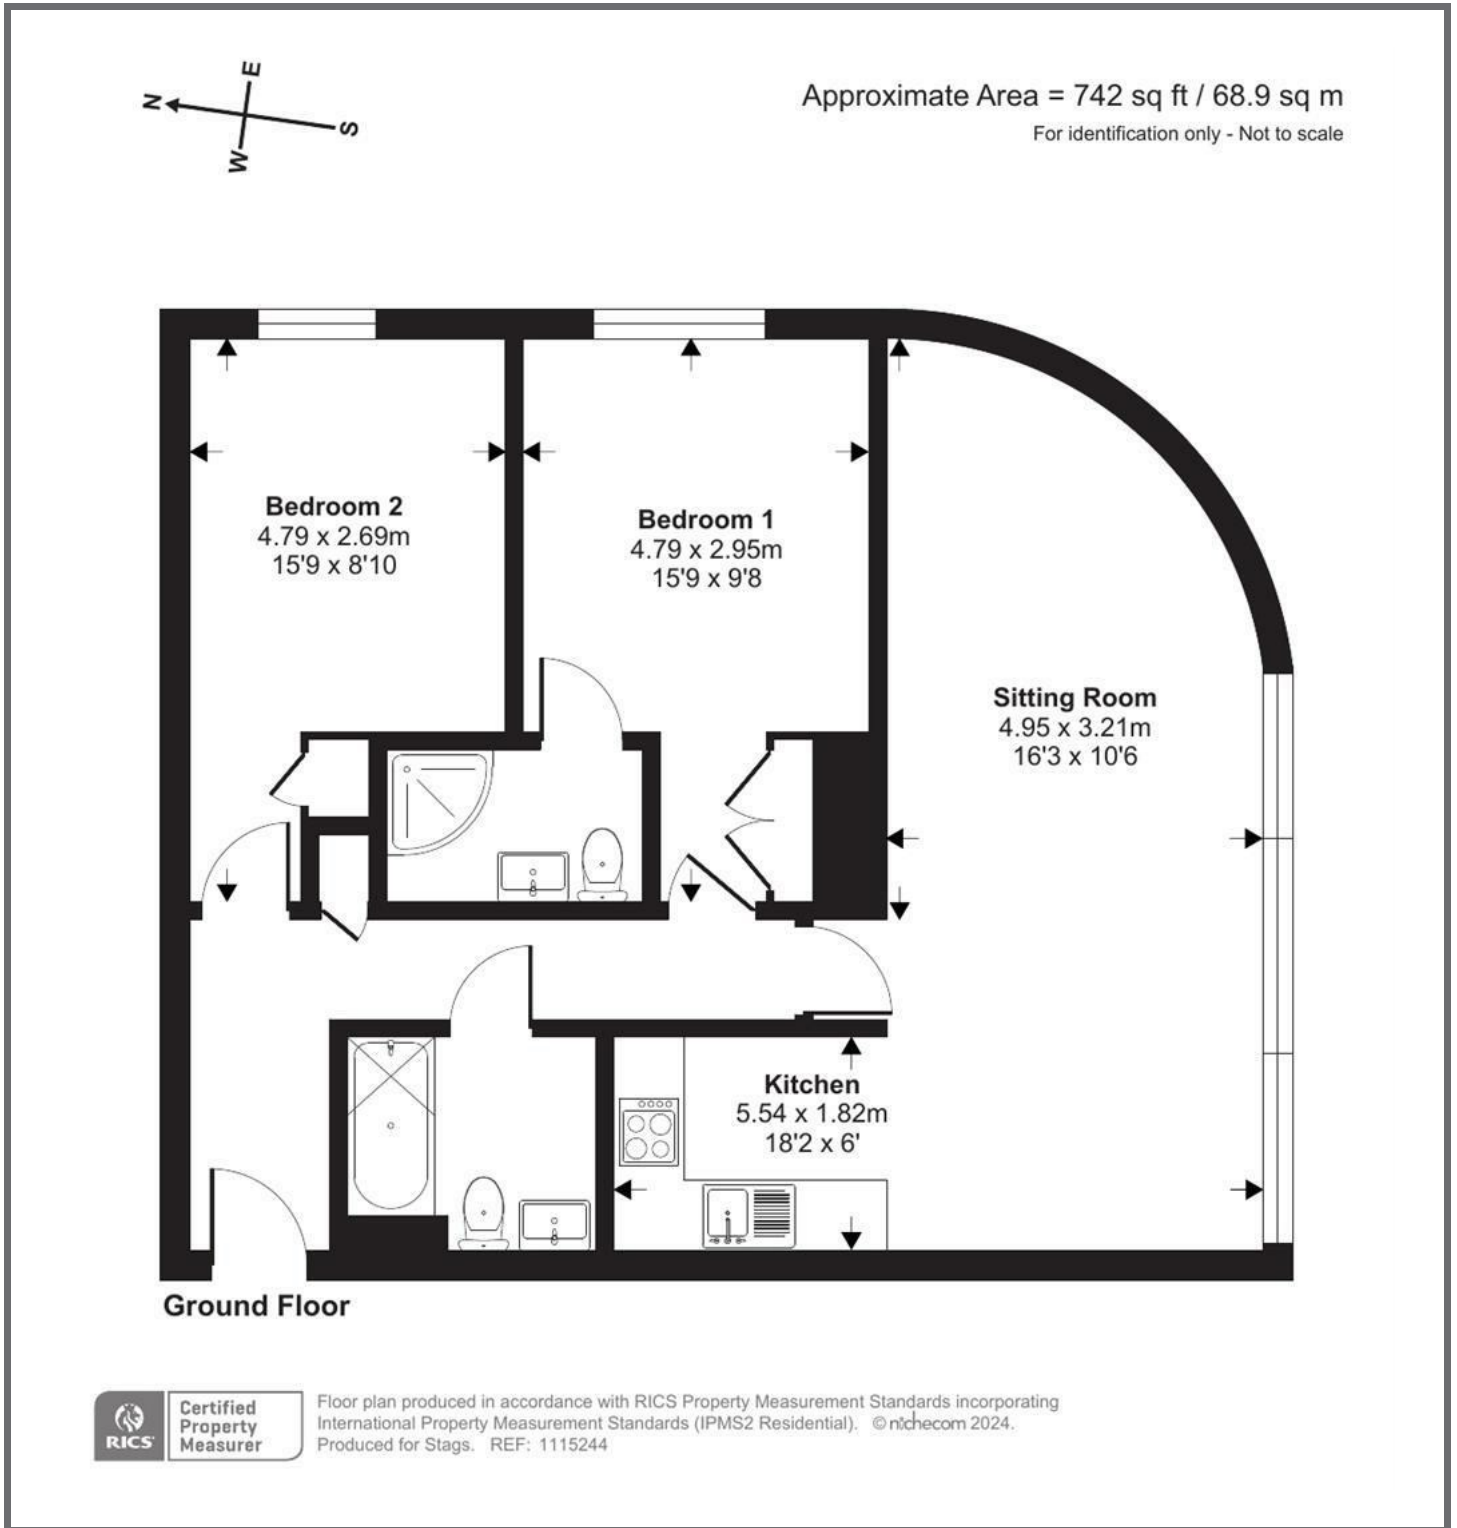 N
E
S
W
Approximate Area = 742 sq ft / 68.9 sq m
For identification only - Not to scale
Bedroom 2
4.79 x 2.69m
15'9 x 8'10
Bedroom 1
4.79 x 2.95m
15'9 x 9'8
Sitting Room
4.95 x 3.21m
16'3 x 10'6
Kitchen
5.54 x 1.82m
18'2 x 6'
Ground Floor
RICS
Certified
Property
Measurer
Floor plan produced in accordance with RICS Property Measurement Standards incorporating
International Property Measurement Standards (IPMS2 Residential). © nichecom 2024.
Produced for Stags. REF: 1115244